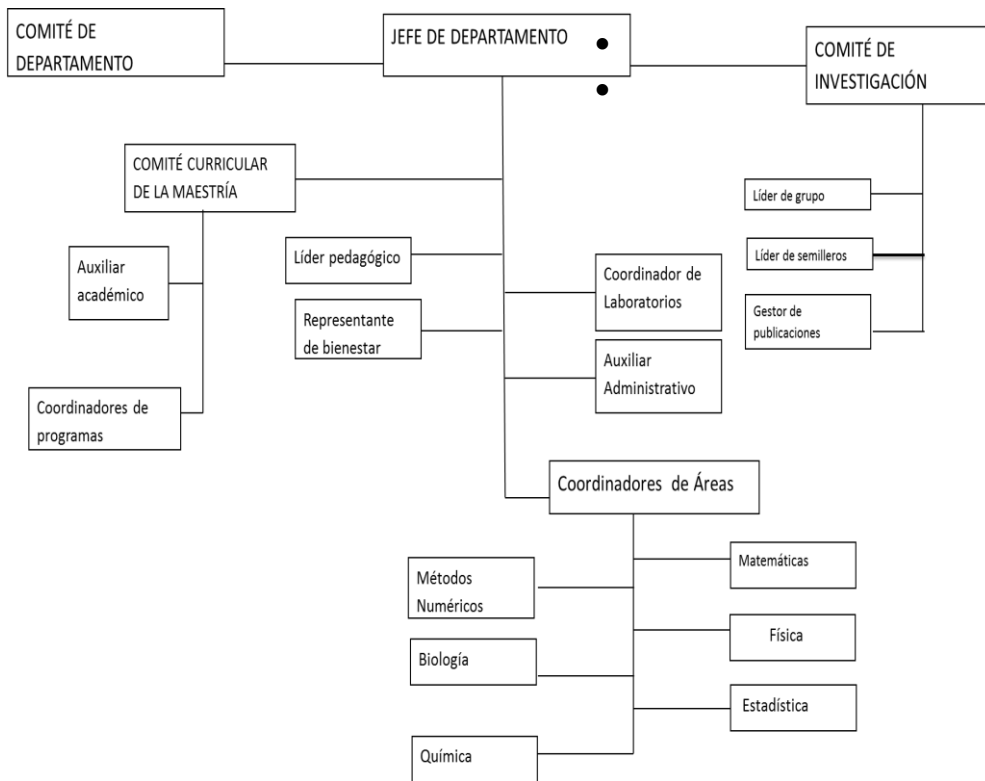 COMITÉ DE
DEPARTAMENTO
JEFE DE DEPARTAMENTO
COMITÉ DE
INVESTIGACIÓN
COMITÉ CURRICULAR
DE LA MAESTRÍA
Líder de grupo
Líder pedagógico
Líder de semilleros
Auxiliar
académico
Coordinador de
Laboratorios
Representante
de bienestar
Gestor de
publicaciones
Auxiliar
Administrativo
Coordinadores de
programas
Coordinadores de Áreas
Matemáticas
Métodos
Numéricos
Física
Biología
Estadística
Química